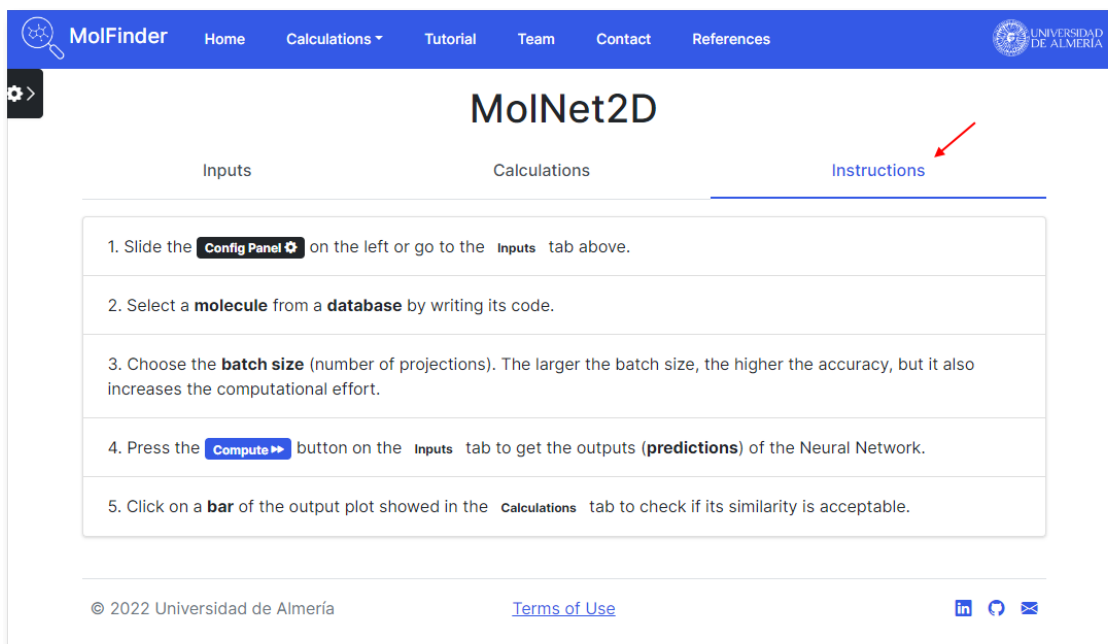 MolFinder Home Calculations Tutorial Team Contact References UNIVERSIDAD
DE ALMERÍA
MolNet2D
Inputs Calculations Instructions
1. Slide the Config Panel on the left or go to the Inputs tab above.
2. Select a molecule from a database by writing its code.
3. Choose the batch size (number of projections). The larger the batch size, the higher the accuracy, but it also
increases the computational effort.
4. Press the Compute button on the Inputs tab to get the outputs (predictions) of the Neural Network.
5. Click on a bar of the output plot showed in the Calculations tab to check if its similarity is acceptable.
© 2022 Universidad de Almería Terms of Use